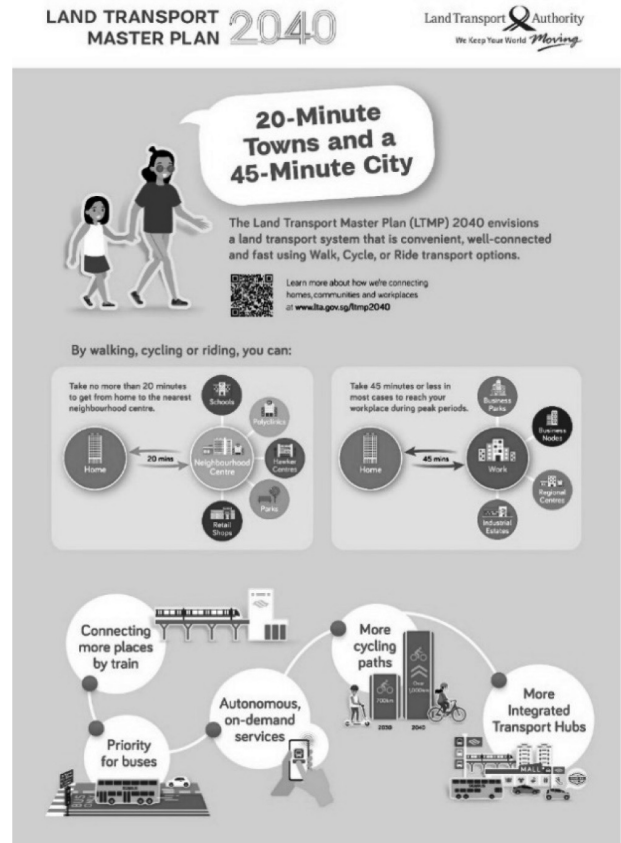 LAND TRANSPORT
MASTER PLAN 2040
Land Transport Authority
We Keep Your World Moving
20-Minute
Towns and a
45-Minute City
The Land Transport Master Plan (LTMP) 2040 envisions
a land transport system that is convenient, well-connected
and fast using Walk, Cycle, or Ride transport options.
Learn more about how we're connecting
homes, communities and workplaces
at www.lta.gov.sg/ltmp2040
By walking, cycling or riding, you can:
Take no more than 20 minutes
to get from home to the nearest
neighbourhood centre.
Schools
Polyclinics
Home
20 mins
Neighbourhood
Centre
Hawker
Centres
Parks
Retail
Shops
Take 45 minutes or less in
most cases to reach your
workplace during peak periods.
Business
Parks
Business
Nodes
Home
45 mins
Work
Regional
Centres
Industrial
Estates
Connecting
more places
by train
More
cycling
paths
700km
Over
1,000km
2030
2040
Autonomous,
on-demand
services
More
Integrated
Transport Hubs
MALL
Priority
for buses